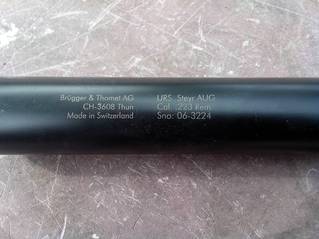 Brügger & Thomet AG
CH-3608 Thun
Made in Switzerland
URS. Steyr AUG
Cal. .223 Rem
Sno: 06-3224